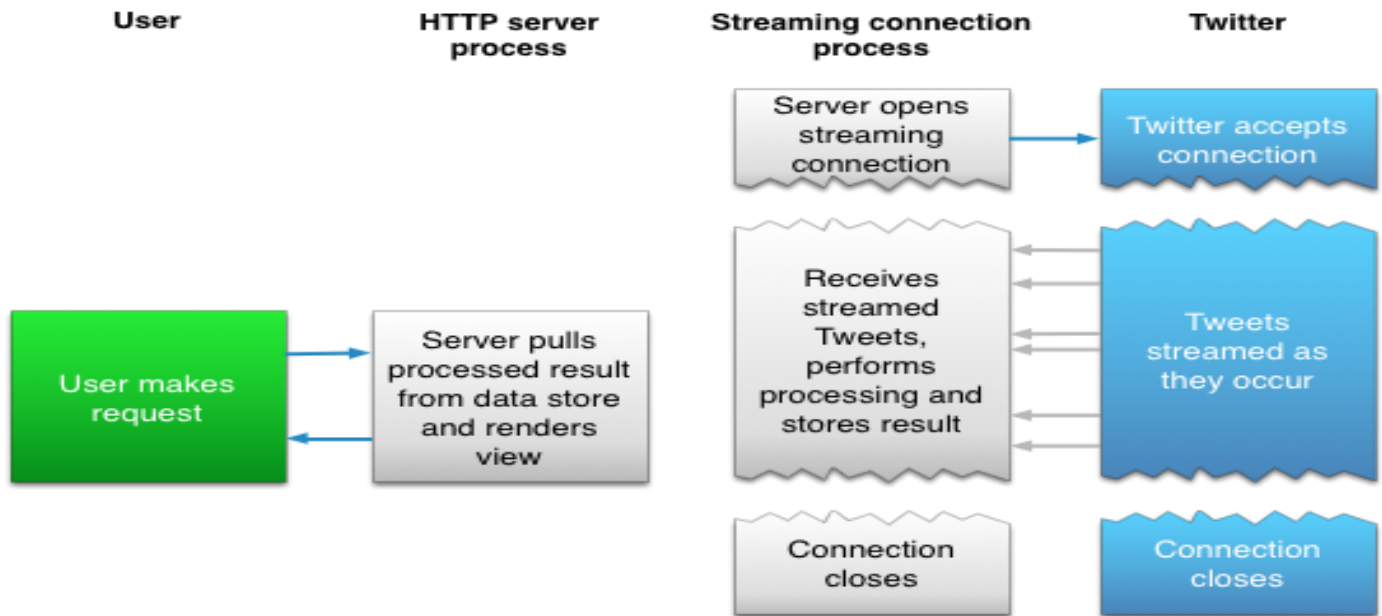 User
HTTP server
process
Streaming connection
process
Twitter
Server opens
streaming
connection
Twitter accepts
connection
User makes
request
Server pulls
processed result
from data store
and renders
view
Receives
streamed
Tweets,
performs
processing and
stores result
Tweets
streamed as
they occur
Connection
closes
Connection
closes